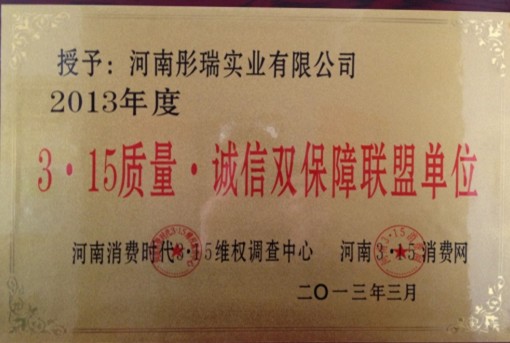 授予：河南彤瑞实业有限公司
2013年度
3·15质量·诚信双保障联盟单位
河南消费时代3·15维权调查中心 河南3·15消费网
二〇一三年三月